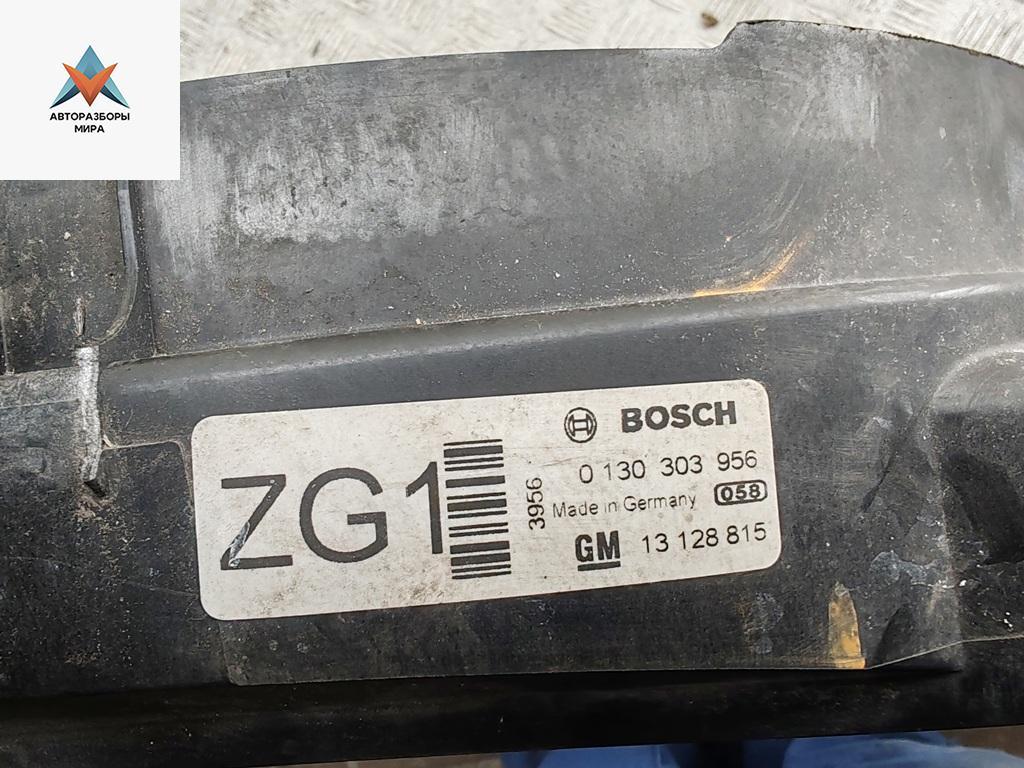 АВТОРАЗБОРЫ
МИРА
ZG1
3956
BOSCH
0 130 303 956
Made in Germany 058
GM 13 128 815